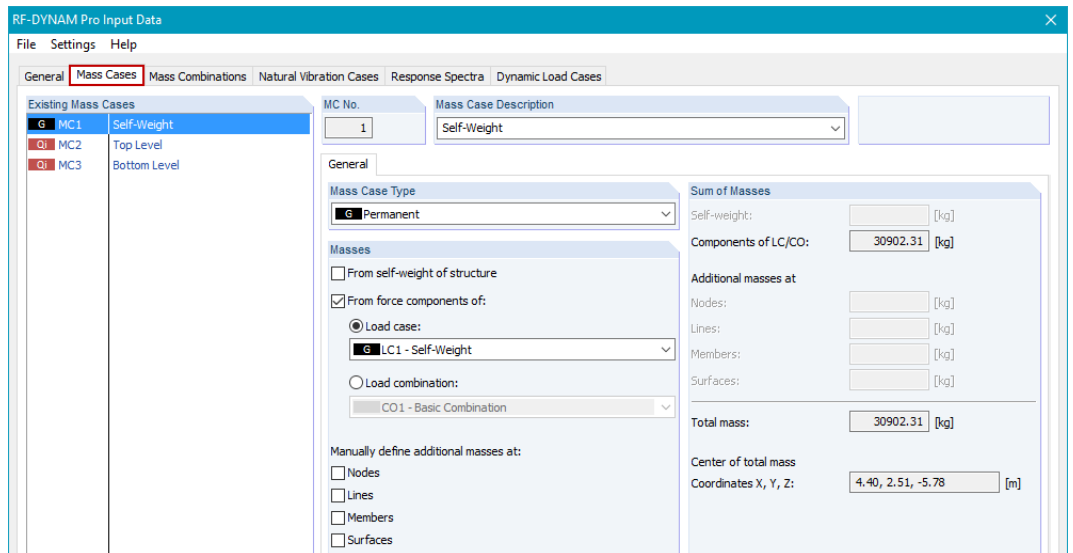 RF-DYNAM Pro Input Data
File Settings Help
General Mass Cases Mass Combinations Natural Vibration Cases Response Spectra Dynamic Load Cases
Existing Mass Cases
G MC1 Self-Weight
Qi MC2 Top Level
Qi MC3 Bottom Level
MC No.
1
Mass Case Description
Self-Weight
General
Mass Case Type
G Permanent
Masses
From self-weight of structure
From force components of:
Load case:
G LC1 - Self-Weight
Load combination:
CO1 - Basic Combination
Manually define additional masses at:
Nodes
Lines
Members
Surfaces
Sum of Masses
Self-weight: [kg]
Components of LC/CO: 30902.31 [kg]
Additional masses at
Nodes: [kg]
Lines: [kg]
Members: [kg]
Surfaces: [kg]
Total mass: 30902.31 [kg]
Center of total mass
Coordinates X, Y, Z: 4.40, 2.51, -5.78 [m]